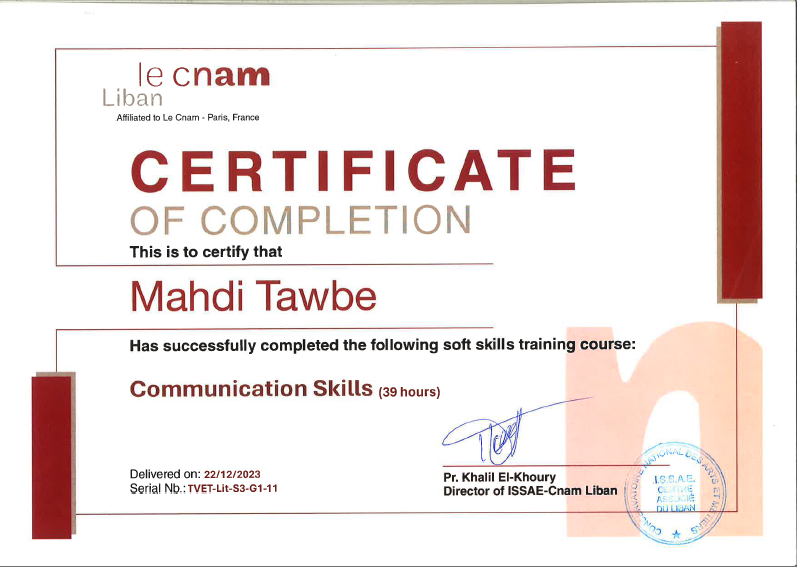 le cnam
Liban
Affiliated to Le Cnam - Paris, France
CERTIFICATE
OF COMPLETION
This is to certify that
Mahdi Tawbe
Has successfully completed the following soft skills training course:
Communication Skills (39 hours)
Delivered on: 22/12/2023
Serial Nb.: TVET-Lit-S3-G1-11
Pr. Khalil El-Khoury
Director of ISSAE-Cnam Liban
CONSERVATOIRE NATIONAL DES ARTS ET METIERS
I.S.S.A.E.
CENTRE
ASSOCIÉ
DU LIBAN